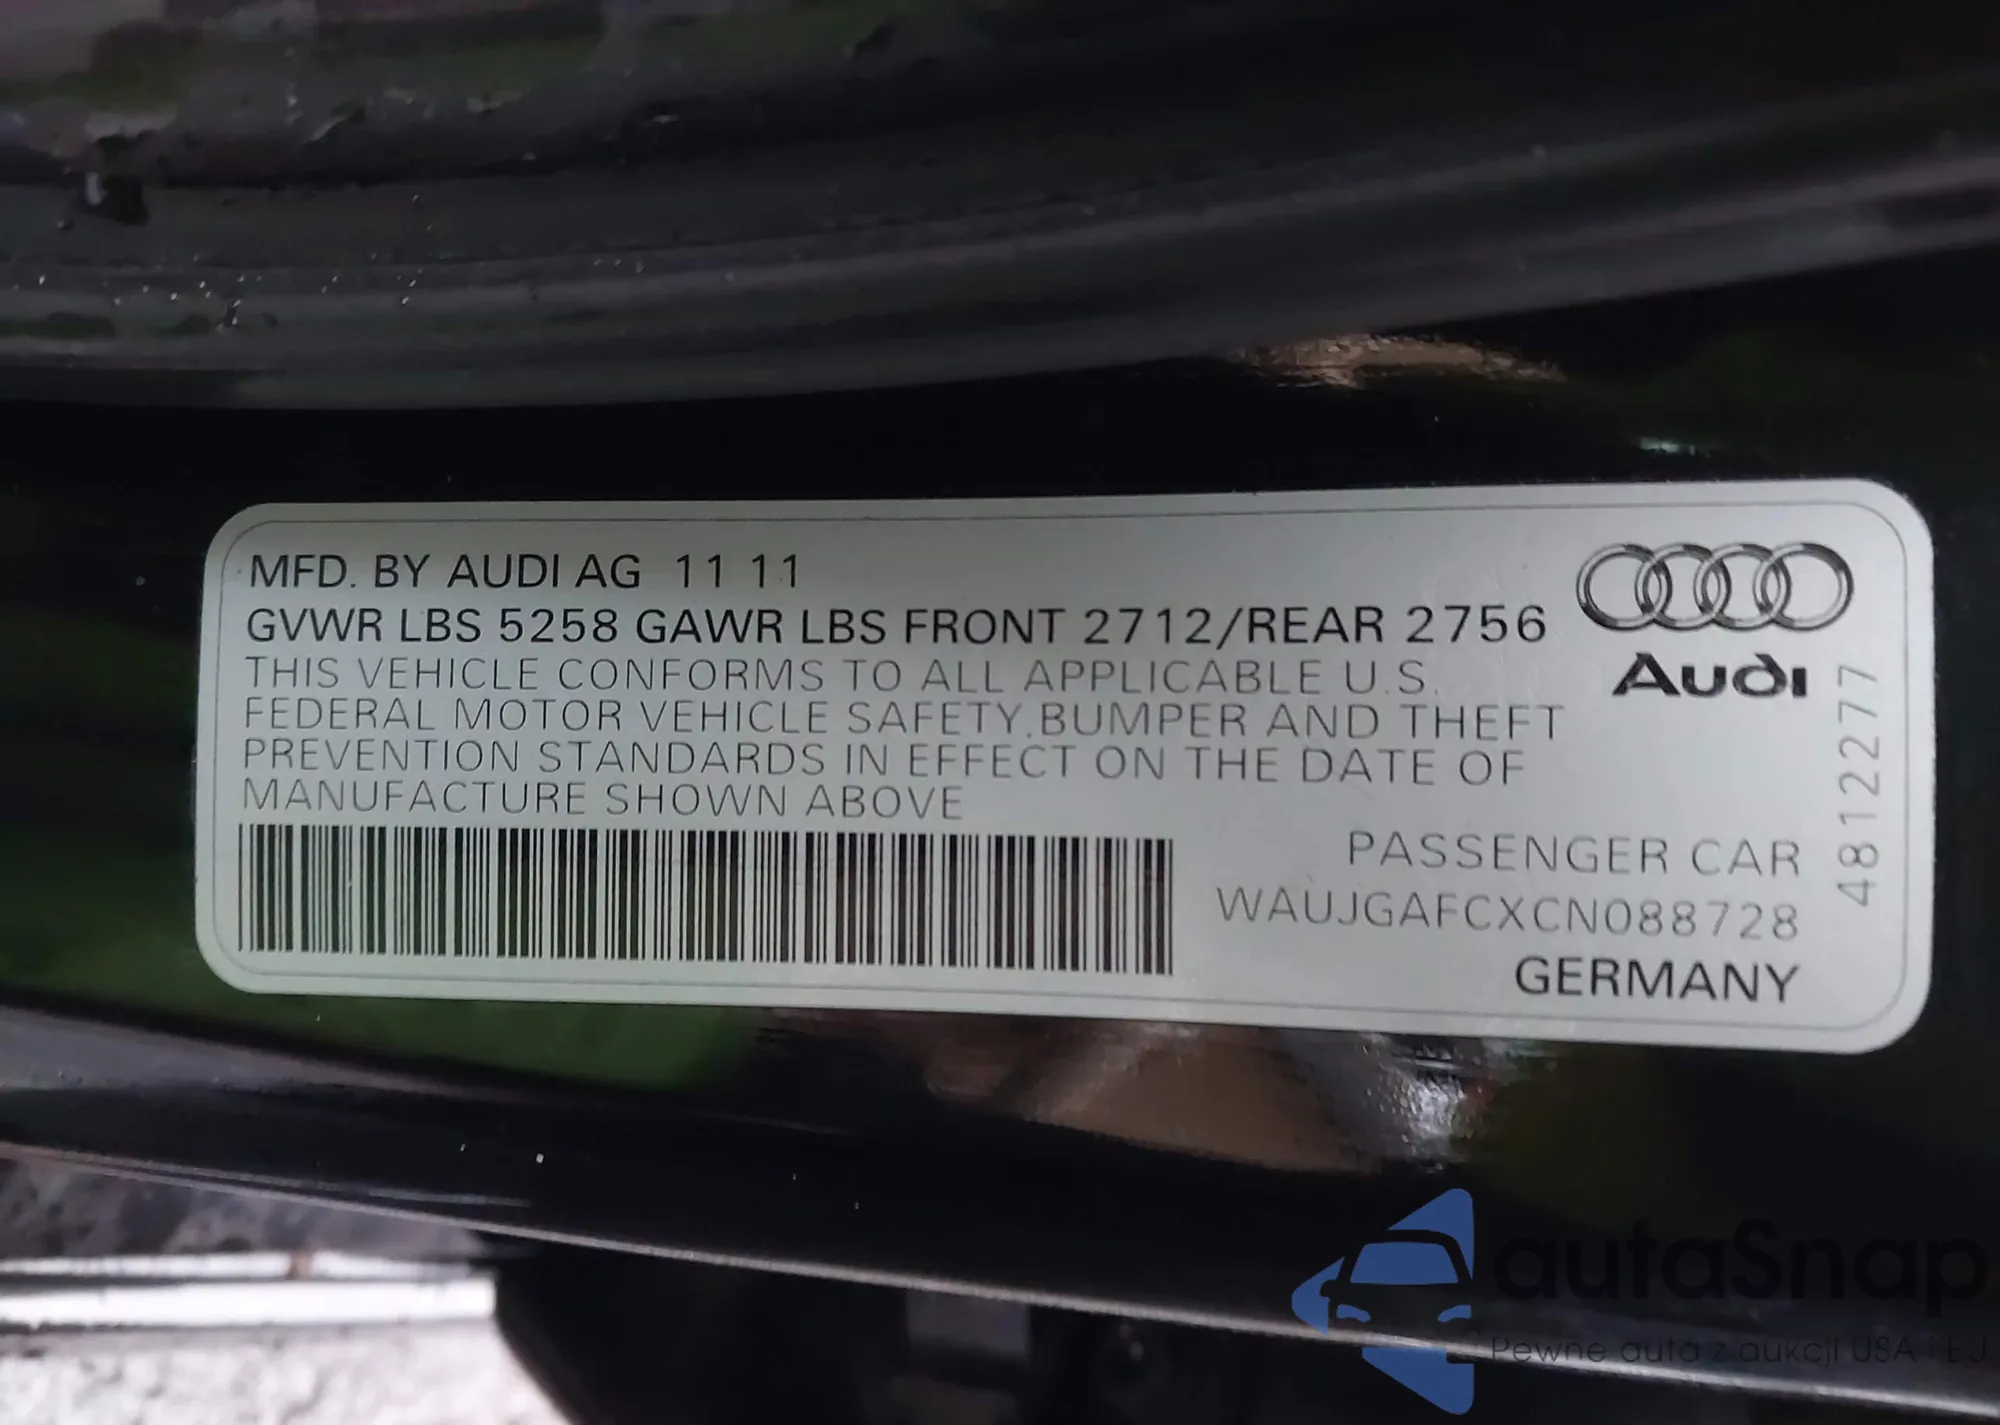 MFD. BY AUDI AG 11 11
GVWR LBS 5258 GAWR LBS FRONT 2712/REAR 2756
THIS VEHICLE CONFORMS TO ALL APPLICABLE U.S.
FEDERAL MOTOR VEHICLE SAFETY,BUMPER AND THEFT
PREVENTION STANDARDS IN EFFECT ON THE DATE OF
MANUFACTURE SHOWN ABOVE
Audi
4812277
PASSENGER CAR
WAUJGAFCXCN088728
GERMANY
autaSnap
Pewne auta z aukcji USA i EJ